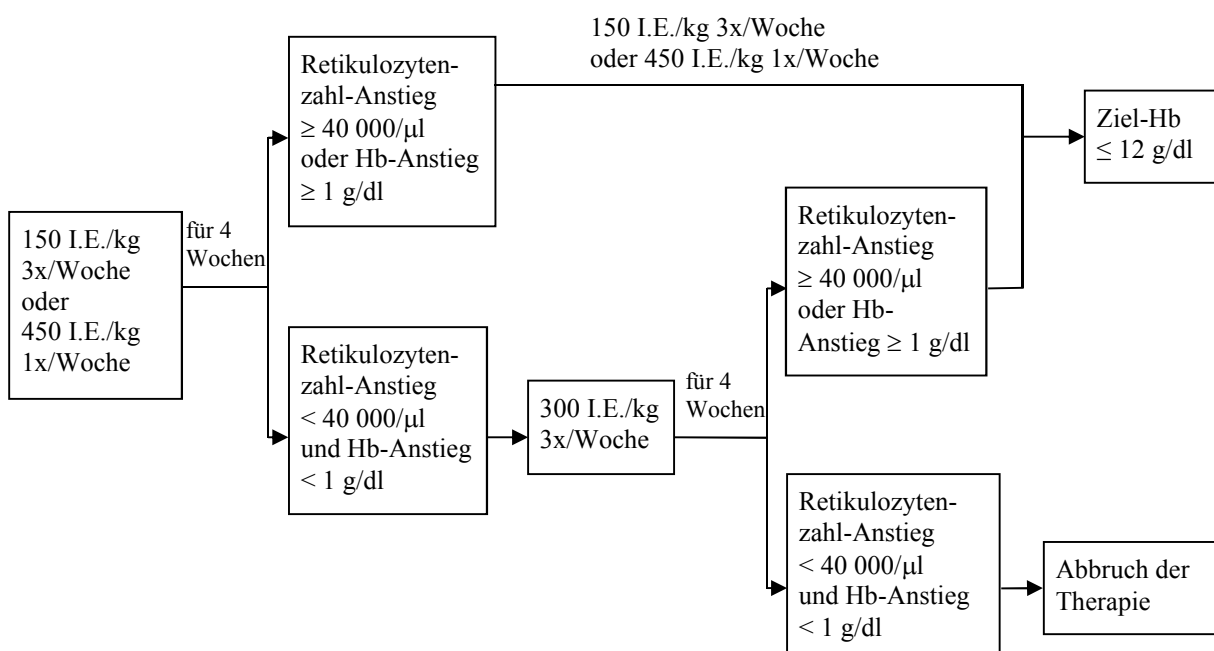 150 I.E./kg
3x/Woche
oder
450 I.E./kg
1x/Woche
für 4
Wochen
Retikulozyten-
zahl-Anstieg
≥ 40 000/μl
oder Hb-Anstieg
≥ 1 g/dl
150 I.E./kg 3x/Woche
oder 450 I.E./kg 1x/Woche
Ziel-Hb
≤ 12 g/dl
Retikulozyten-
zahl-Anstieg
< 40 000/μl
und Hb-Anstieg
< 1 g/dl
300 I.E./kg
3x/Woche
für 4
Wochen
Retikulozyten-
zahl-Anstieg
≥ 40 000/μl
oder Hb-
Anstieg ≥ 1 g/dl
Retikulozyten-
zahl-Anstieg
< 40 000/μl
und Hb-Anstieg
< 1 g/dl
Abbruch der
Therapie